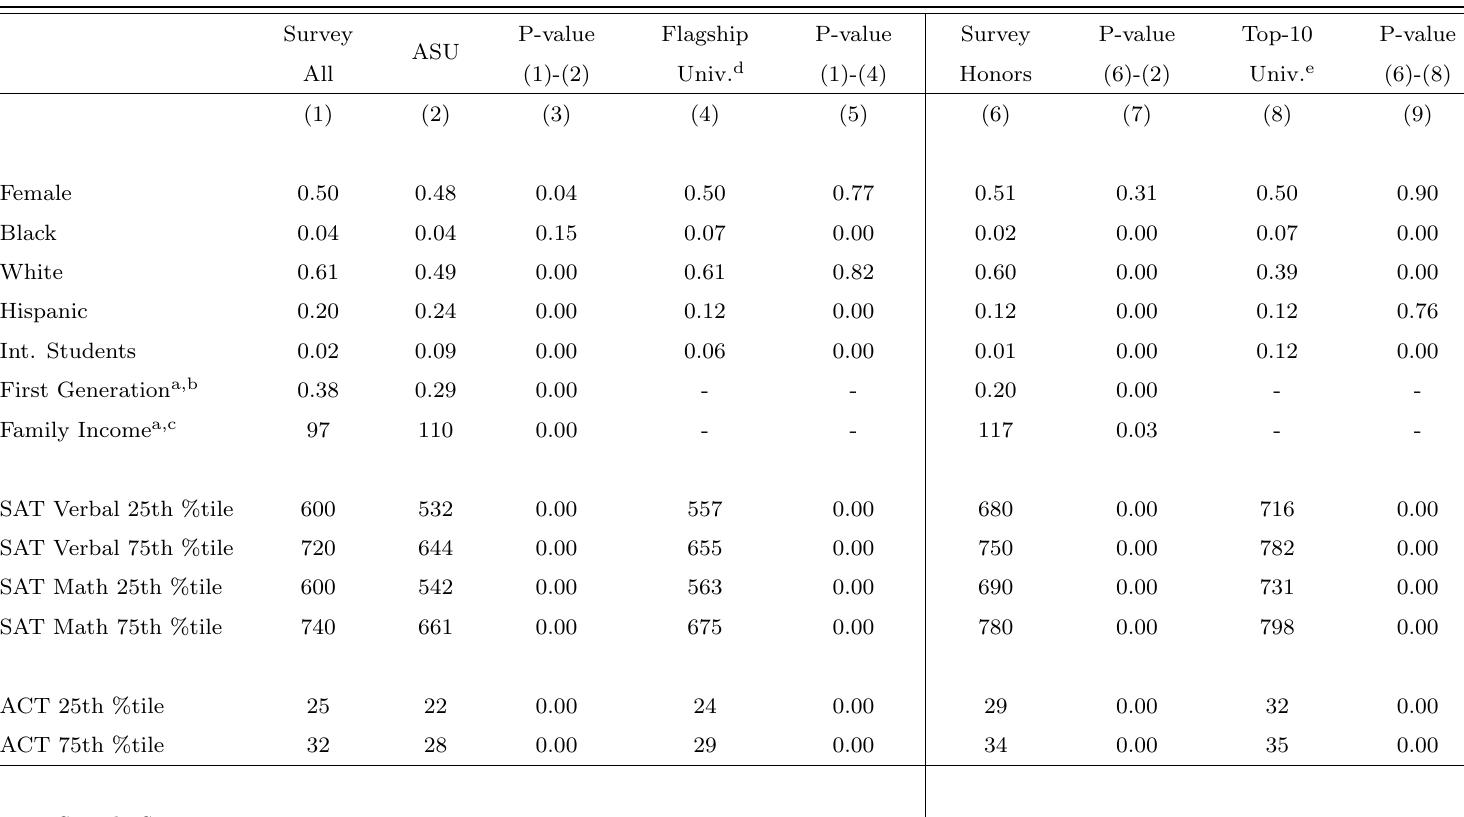 Survey ASU P-value Flagship P-value Survey P-value Top-10 P-value
All (1)-(2) Univ.d (1)-(4) Honors (6)-(2) Univ.e (6)-(8)
(1) (2) (3) (4) (5) (6) (7) (8) (9)
Female 0.50 0.48 0.04 0.50 0.77 0.51 0.31 0.50 0.90
Black 0.04 0.04 0.15 0.07 0.00 0.02 0.00 0.07 0.00
White 0.61 0.49 0.00 0.61 0.82 0.60 0.00 0.39 0.00
Hispanic 0.20 0.24 0.00 0.12 0.00 0.12 0.00 0.12 0.76
Int. Students 0.02 0.09 0.00 0.06 0.00 0.01 0.00 0.12 0.00
First Generationa,b 0.38 0.29 0.00 - - 0.20 0.00 - -
Family Incomea,c 97 110 0.00 - - 117 0.03 - -
SAT Verbal 25th %tile 600 532 0.00 557 0.00 680 0.00 716 0.00
SAT Verbal 75th %tile 720 644 0.00 655 0.00 750 0.00 782 0.00
SAT Math 25th %tile 600 542 0.00 563 0.00 690 0.00 731 0.00
SAT Math 75th %tile 740 661 0.00 675 0.00 780 0.00 798 0.00
ACT 25th %tile 25 22 0.00 24 0.00 29 0.00 32 0.00
ACT 75th %tile 32 28 0.00 29 0.00 34 0.00 35 0.00